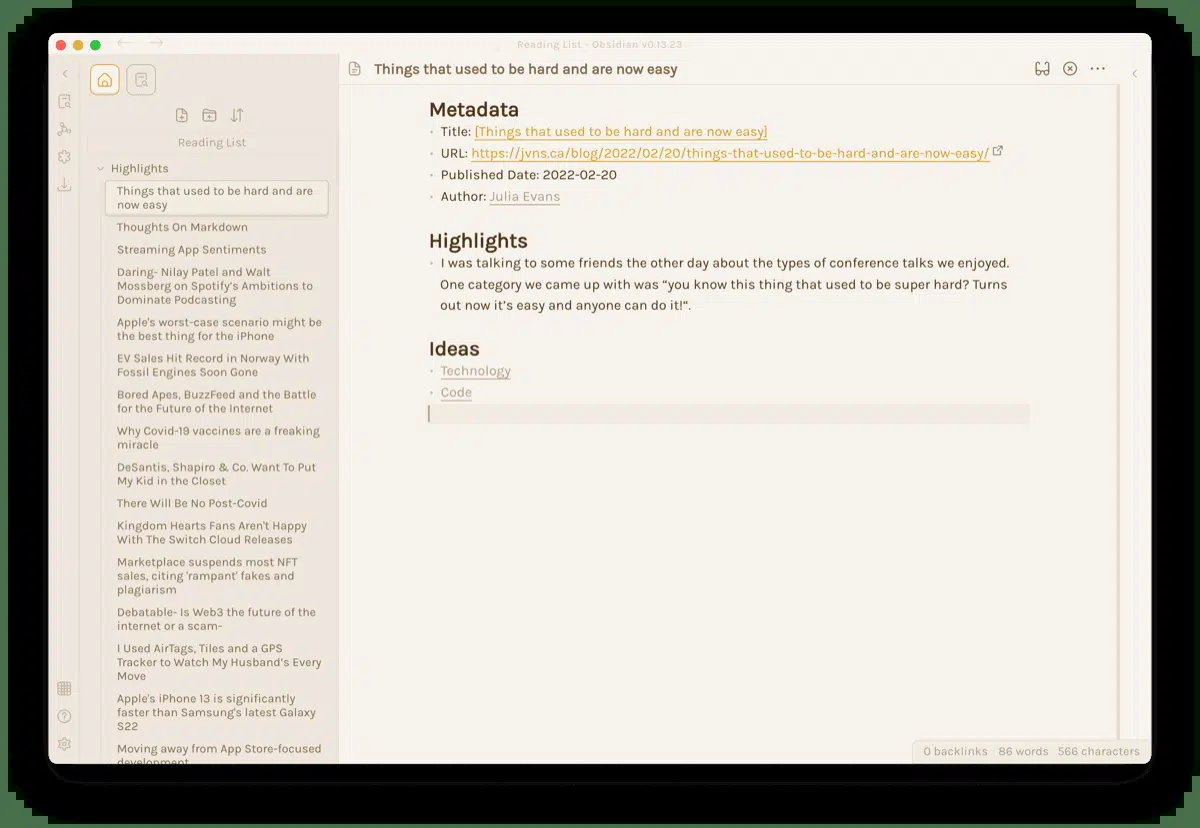 Reading List - Obsidian v0.13.23
Things that used to be hard and are now easy
Reading List
Highlights
Things that used to be hard and are
now easy
Thoughts On Markdown
Streaming App Sentiments
Daring- Nilay Patel and Walt
Mossberg on Spotify's Ambitions to
Dominate Podcasting
Apple's worst-case scenario might be
the best thing for the iPhone
EV Sales Hit Record in Norway With
Fossil Engines Soon Gone
Bored Apes, BuzzFeed and the Battle
for the Future of the Internet
Why Covid-19 vaccines are a freaking
miracle
DeSantis, Shapiro & Co. Want To Put
My Kid in the Closet
There Will Be No Post-Covid
Kingdom Hearts Fans Aren't Happy
With The Switch Cloud Releases
Marketplace suspends most NFT
sales, citing 'rampant' fakes and
plagiarism
Debatable- Is Web3 the future of the
internet or a scam-
I Used AirTags, Tiles and a GPS
Tracker to Watch My Husband's Every
Move
Apple's iPhone 13 is significantly
faster than Samsung's latest Galaxy
S22
Moving away from App Store-focused
development
Metadata
• Title: [Things that used to be hard and are now easy]
• URL: https://jvns.ca/blog/2022/02/20/things-that-used-to-be-hard-and-are-now-easy/
• Published Date: 2022-02-20
• Author: Julia Evans
Highlights
• I was talking to some friends the other day about the types of conference talks we enjoyed.
One category we came up with was “you know this thing that used to be super hard? Turns
out now it’s easy and anyone can do it!“.
Ideas
• Technology
• Code
0 backlinks 86 words 566 characters